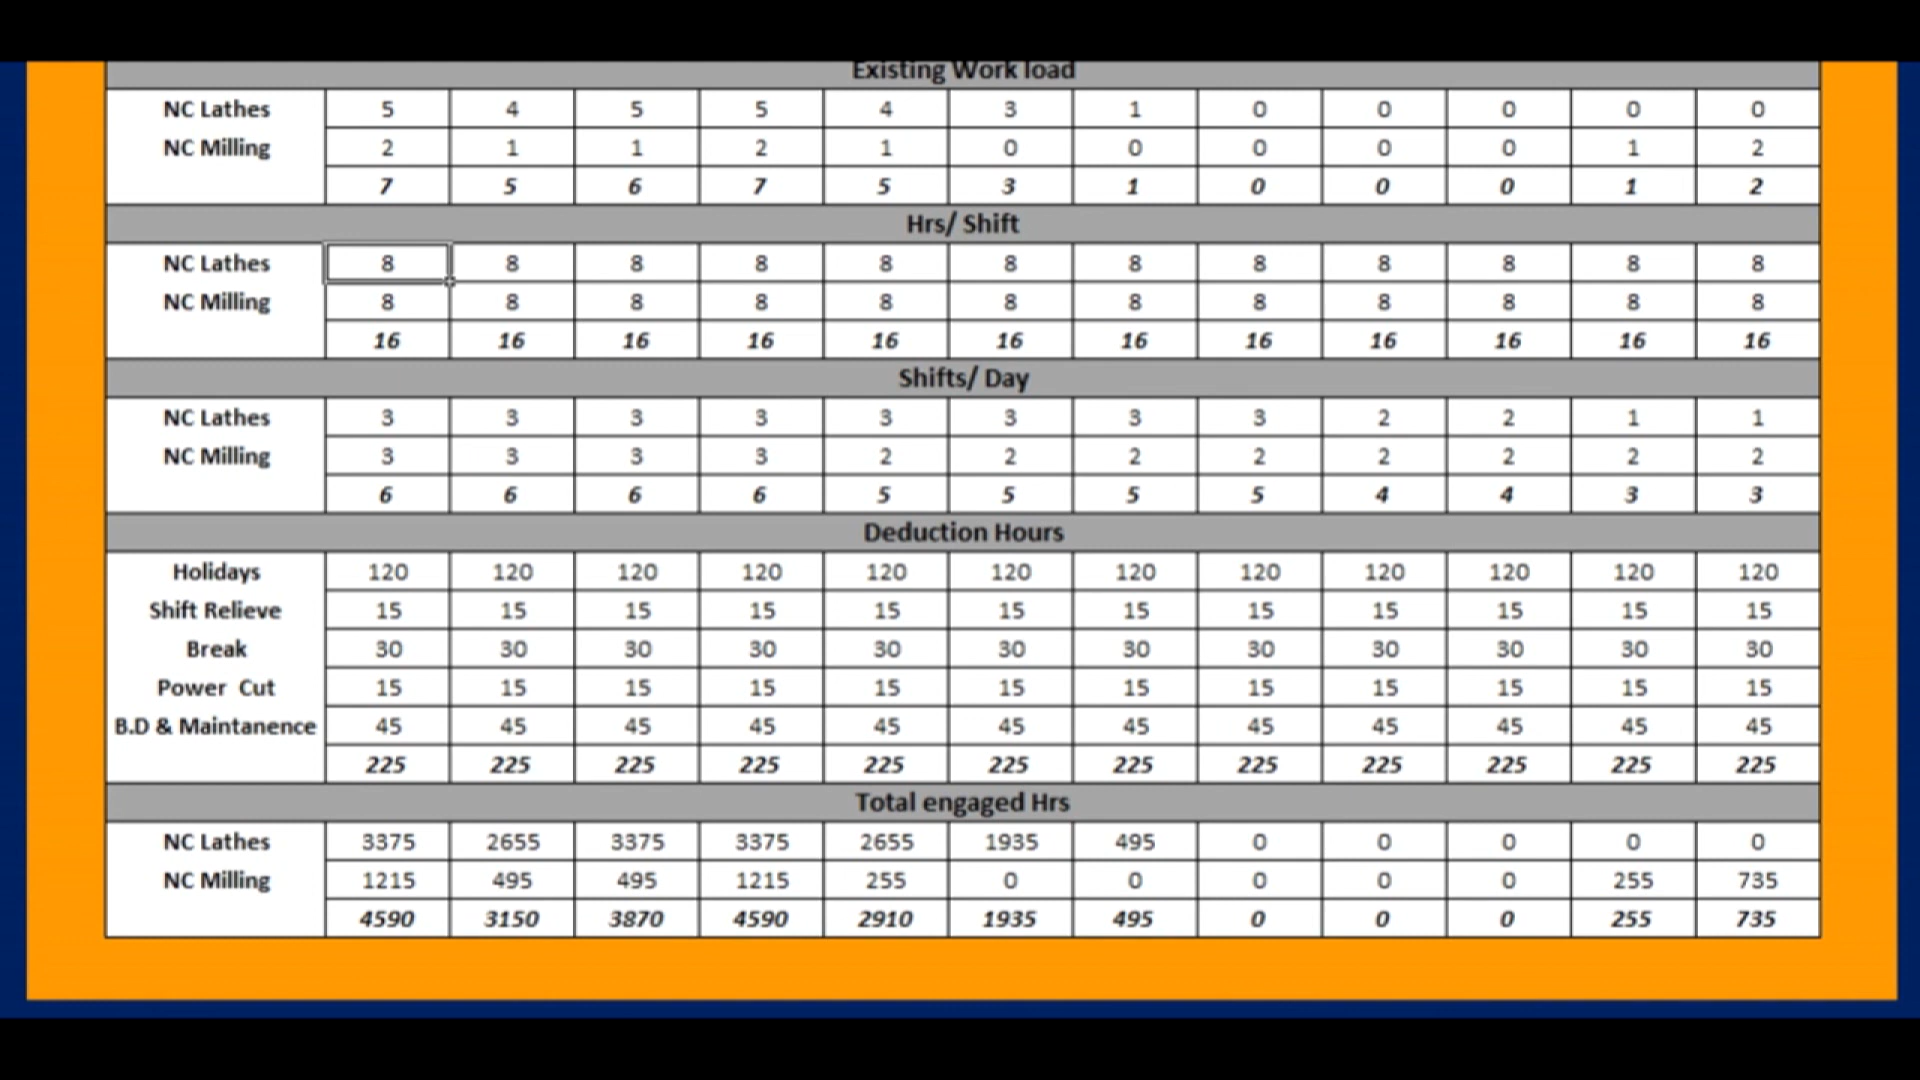 Existing Work load
NC Lathes 5 4 5 5 4 3 1 0 0 0 0 0
NC Milling 2 1 1 2 1 0 0 0 0 0 1 2
7 5 6 7 5 3 1 0 0 0 1 2
Hrs/ Shift
NC Lathes 8 8 8 8 8 8 8 8 8 8 8 8
NC Milling 8 8 8 8 8 8 8 8 8 8 8 8
16 16 16 16 16 16 16 16 16 16 16 16
Shifts/ Day
NC Lathes 3 3 3 3 3 3 3 3 2 2 1 1
NC Milling 3 3 3 3 2 2 2 2 2 2 2 2
6 6 6 6 5 5 5 5 4 4 3 3
Deduction Hours
Holidays 120 120 120 120 120 120 120 120 120 120 120 120
Shift Relieve 15 15 15 15 15 15 15 15 15 15 15 15
Break 30 30 30 30 30 30 30 30 30 30 30 30
Power Cut 15 15 15 15 15 15 15 15 15 15 15 15
B.D & Maintanence 45 45 45 45 45 45 45 45 45 45 45 45
225 225 225 225 225 225 225 225 225 225 225 225
Total engaged Hrs
NC Lathes 3375 2655 3375 3375 2655 1935 495 0 0 0 0 0
NC Milling 1215 495 495 1215 255 0 0 0 0 0 255 735
4590 3150 3870 4590 2910 1935 495 0 0 0 255 735